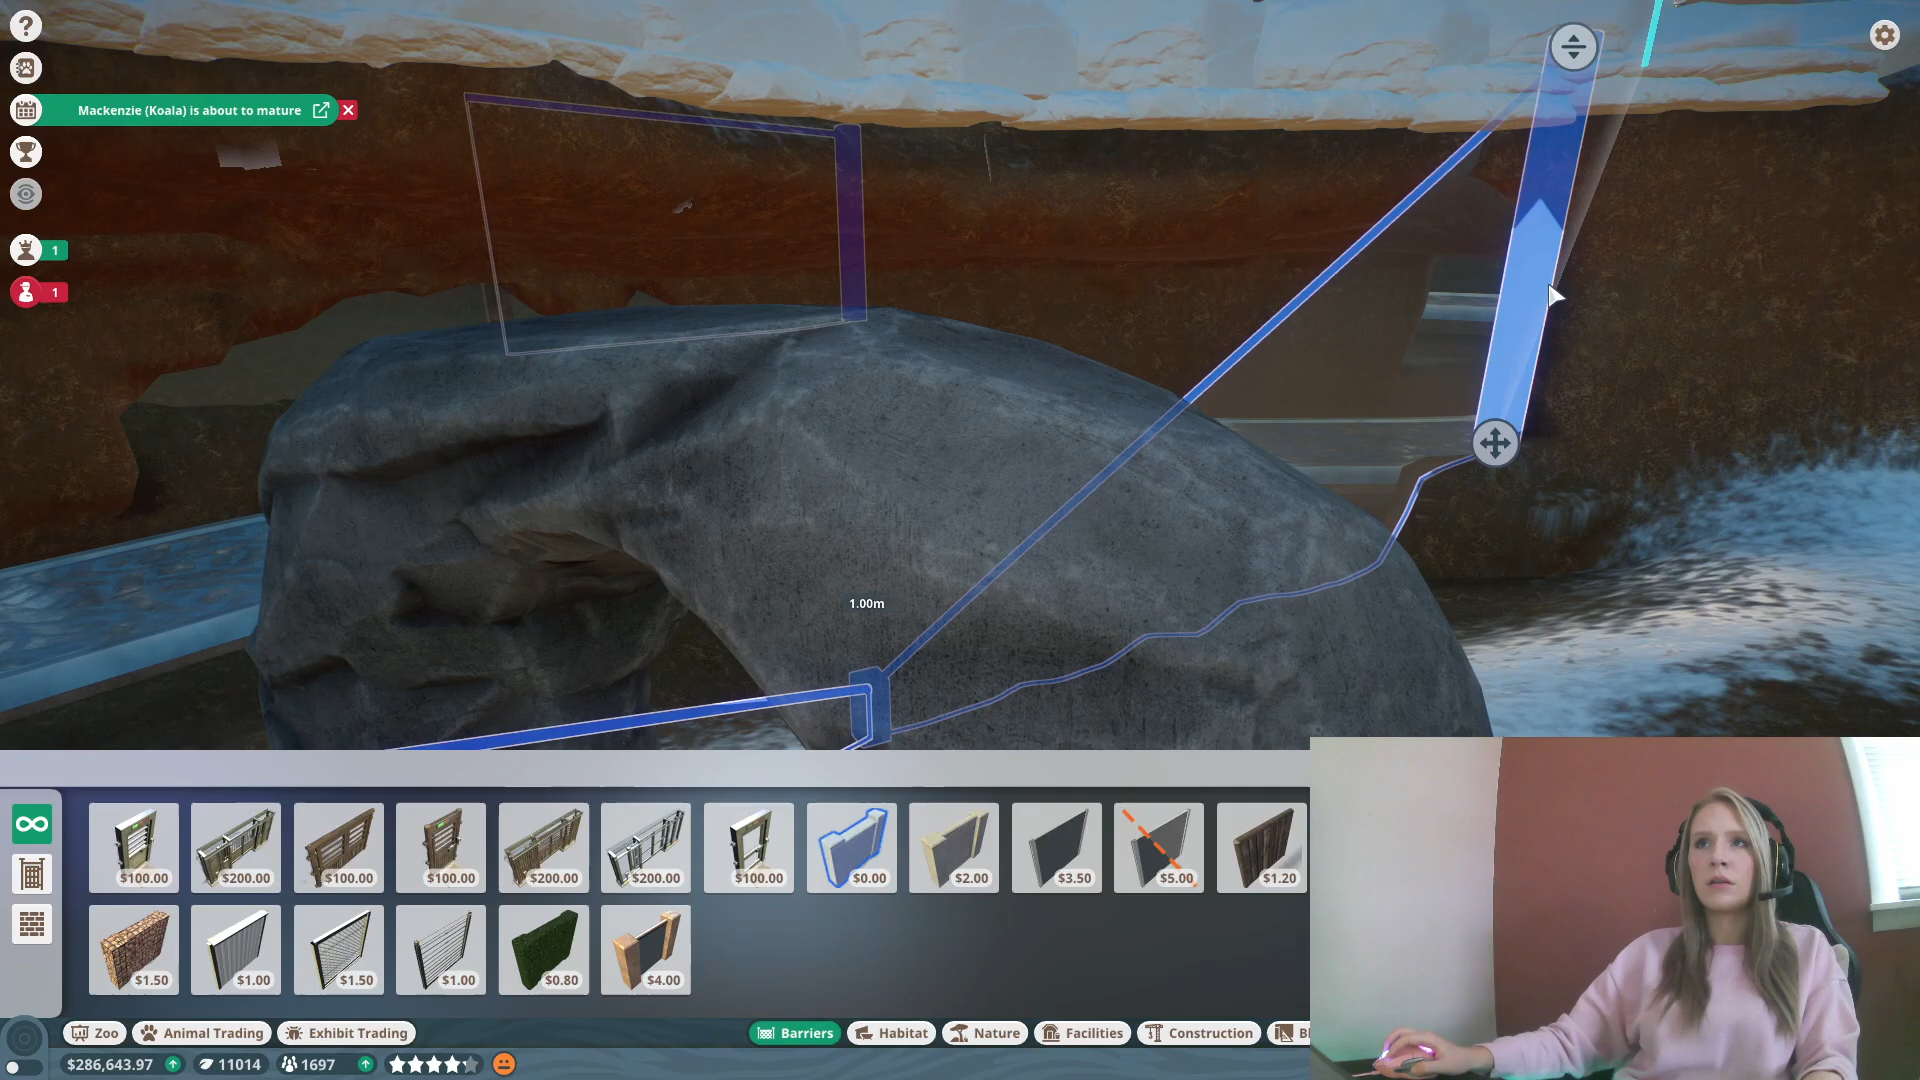 ?
Mackenzie (Koala) is about to mature
1
1
1.00m
$100.00
$200.00
$100.00
$100.00
$200.00
$200.00
$100.00
$0.00
$2.00
$3.50
$5.00
$1.20
$1.50
$1.00
$1.50
$1.00
$0.80
$4.00
Zoo
Animal Trading
Exhibit Trading
Barriers
Habitat
Nature
Facilities
Construction
Bl
$286,643.97
11014
1697